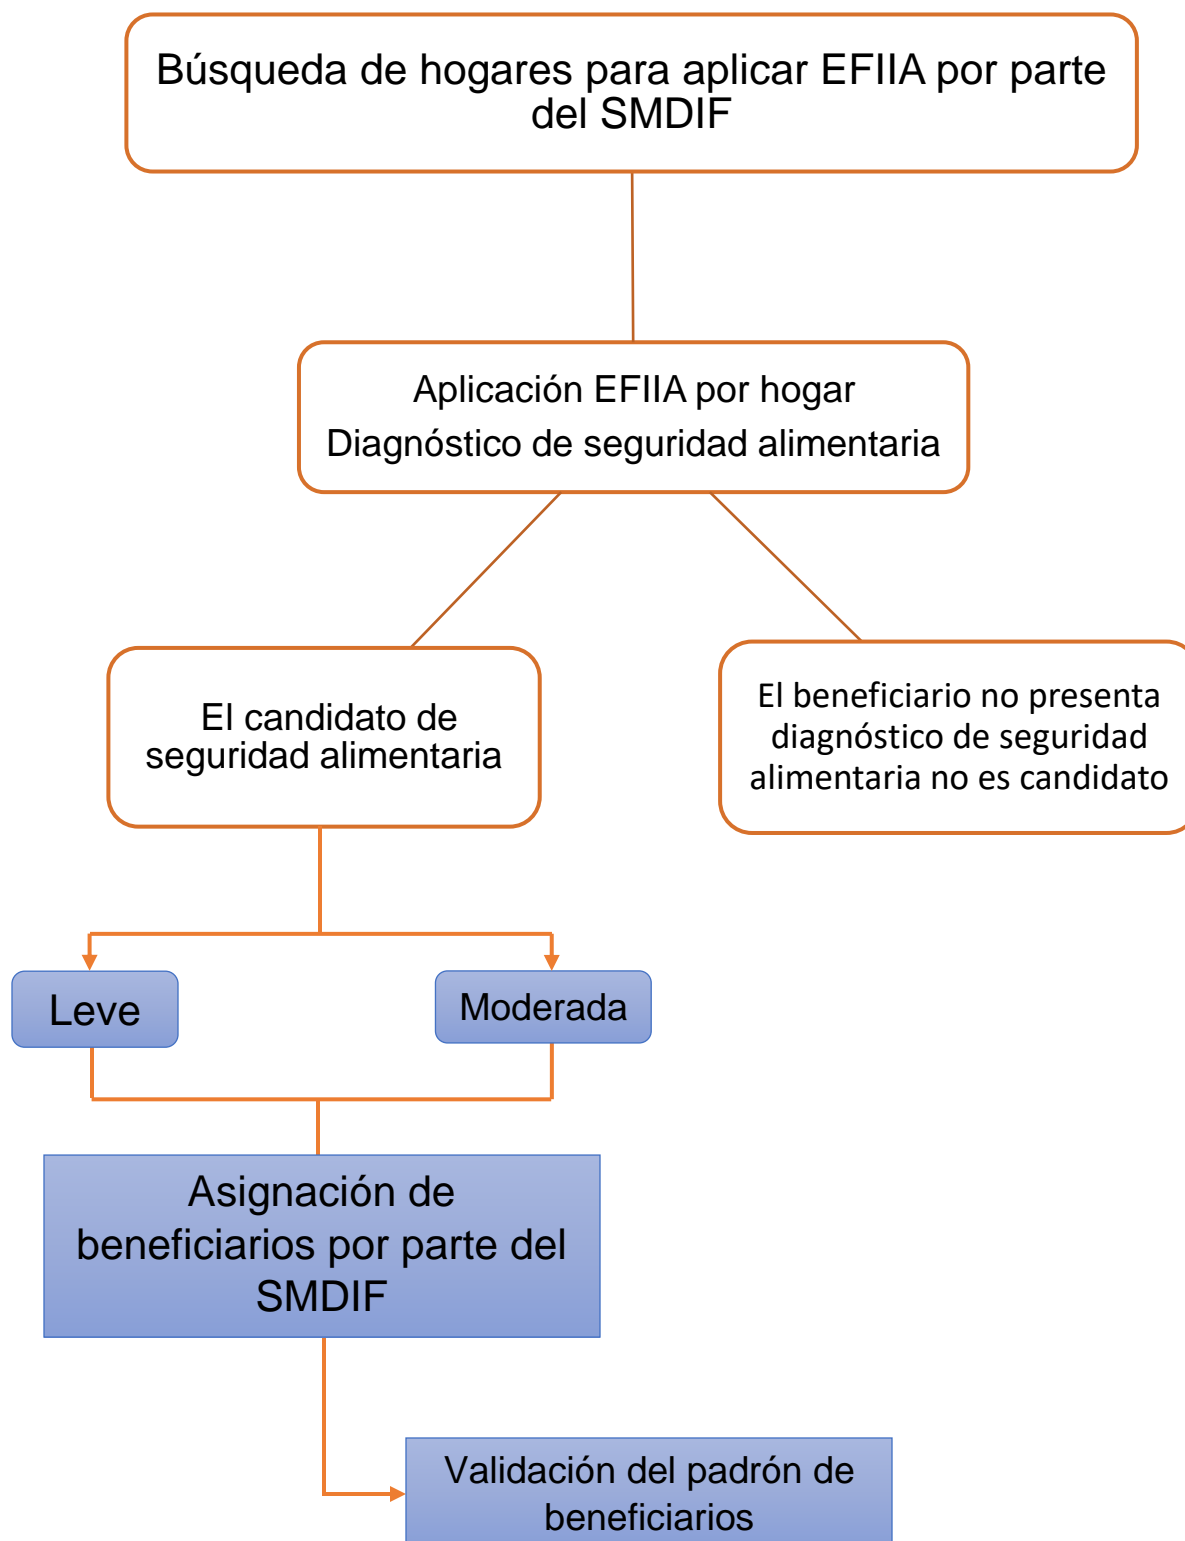 Búsqueda de hogares para aplicar EFIIA por parte
del SMDIF
Aplicación EFIIA por hogar
Diagnóstico de seguridad alimentaria
El candidato de
seguridad alimentaria
El beneficiario no presenta
diagnóstico de seguridad
alimentaria no es candidato
Leve
Moderada
Asignación de
beneficiarios por parte del
SMDIF
Validación del padrón de
beneficiarios